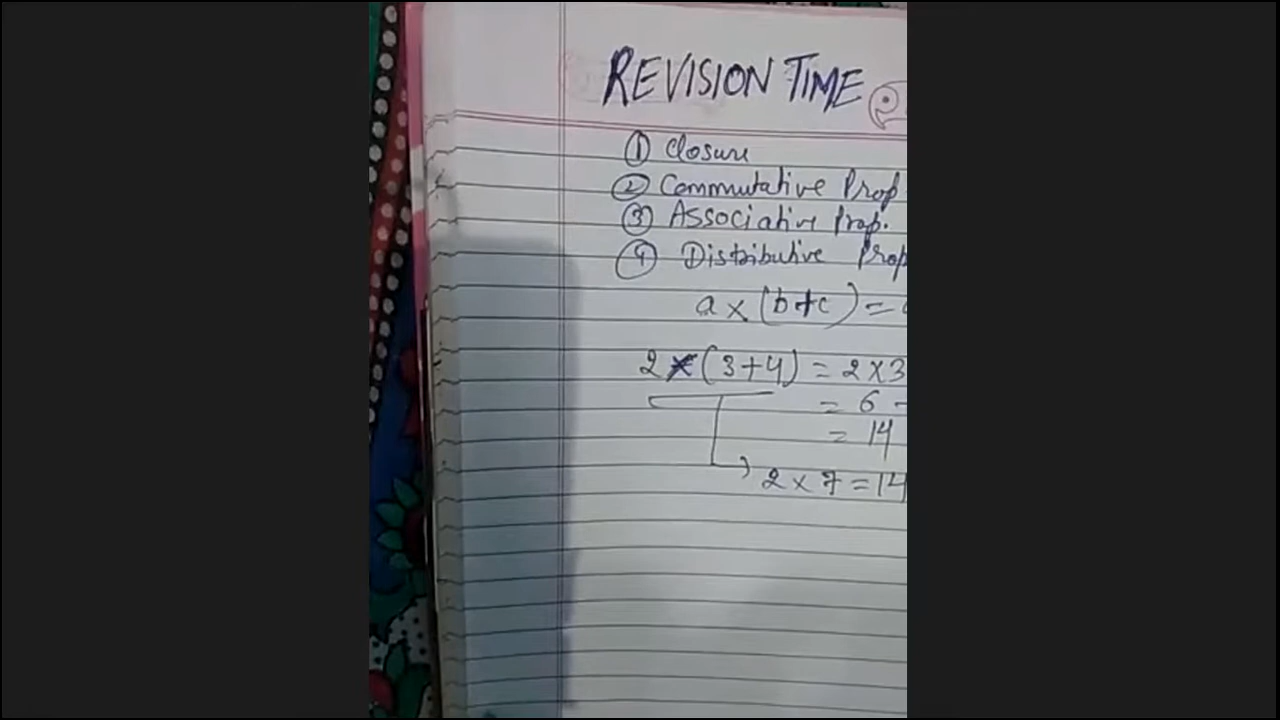 REVISION TIME
① Closure
② Commutative Prop
③ Associative Prop.
④ Distributive Prop
a × (b+c) =
2 × (3+4) = 2×3
= 6
= 14
2 × 7 = 14